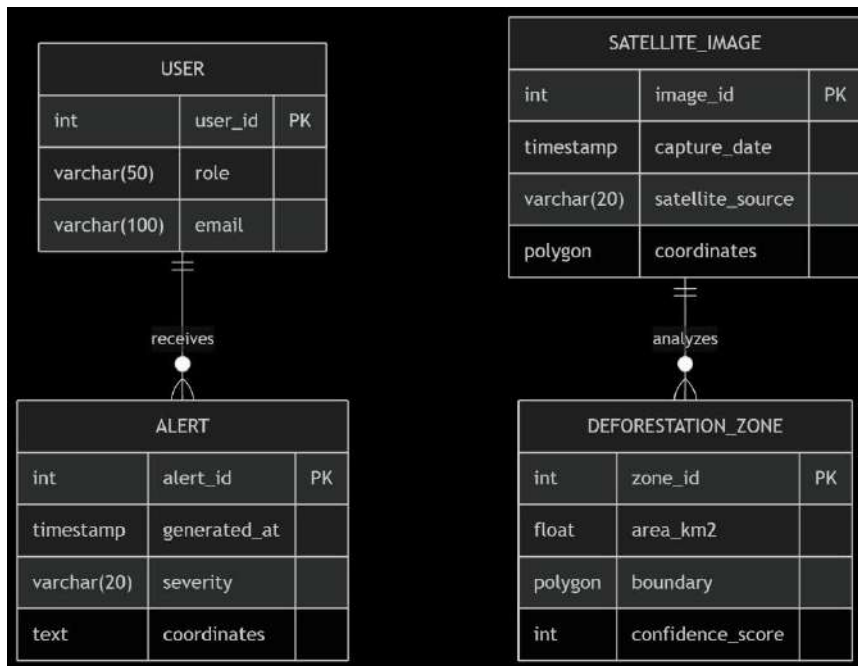 USER
int user_id PK
varchar(50) role
varchar(100) email
receives
ALERT
int alert_id PK
timestamp generated_at
varchar(20) severity
text coordinates
SATELLITE_IMAGE
int image_id PK
timestamp capture_date
varchar(20) satellite_source
polygon coordinates
analyzes
DEFORESTATION_ZONE
int zone_id PK
float area_km2
polygon boundary
int confidence_score